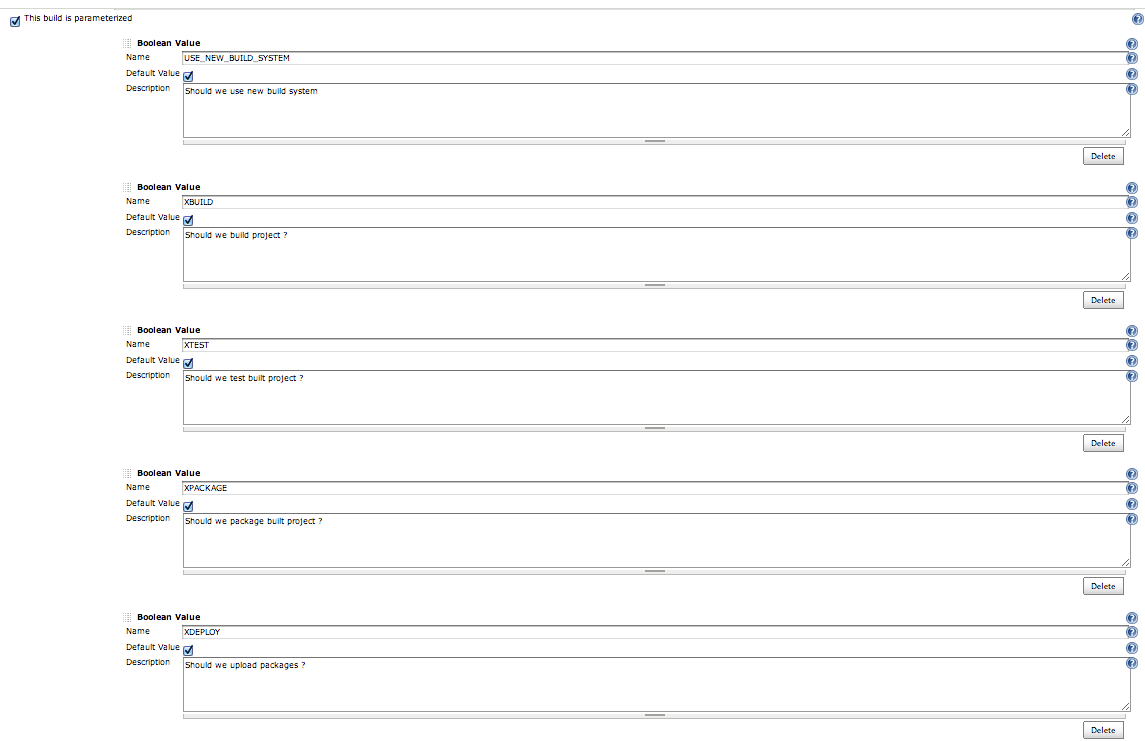 This build is parameterized
Boolean Value
Name USE_NEW_BUILD_SYSTEM
Default Value
Description Should we use new build system
Delete
Boolean Value
Name XBUILD
Default Value
Description Should we build project ?
Delete
Boolean Value
Name XTEST
Default Value
Description Should we test built project ?
Delete
Boolean Value
Name XPACKAGE
Default Value
Description Should we package built project ?
Delete
Boolean Value
Name XDEPLOY
Default Value
Description Should we upload packages ?
Delete